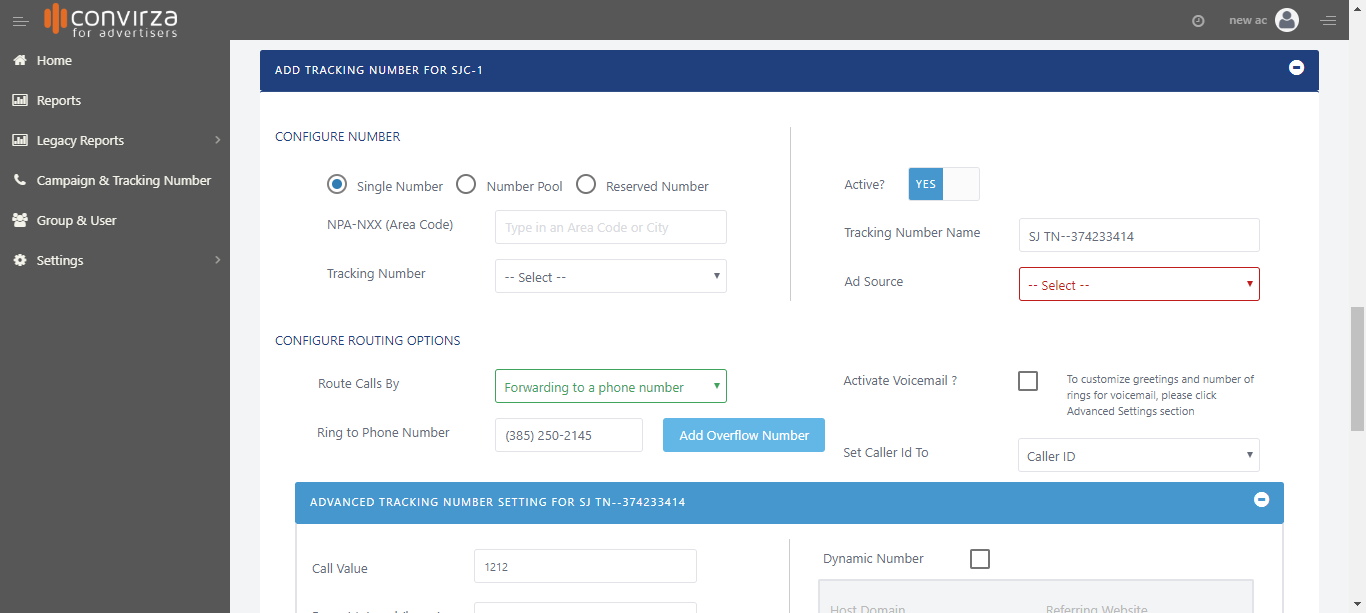 convirza
for advertisers
new ac
Home
Reports
Legacy Reports
Campaign & Tracking Number
Group & User
Settings
ADD TRACKING NUMBER FOR SJC-1
CONFIGURE NUMBER
Single Number
Number Pool
Reserved Number
NPA-NXX (Area Code)
Type in an Area Code or City
Tracking Number
-- Select --
Active?
YES
Tracking Number Name
SJ TN--374233414
Ad Source
-- Select --
CONFIGURE ROUTING OPTIONS
Route Calls By
Forwarding to a phone number
Ring to Phone Number
(385) 250-2145
Add Overflow Number
Activate Voicemail ?
To customize greetings and number of
rings for voicemail, please click
Advanced Settings section
Set Caller Id To
Caller ID
ADVANCED TRACKING NUMBER SETTING FOR SJ TN--374233414
Call Value
1212
Dynamic Number
Host Domain
Referring Website